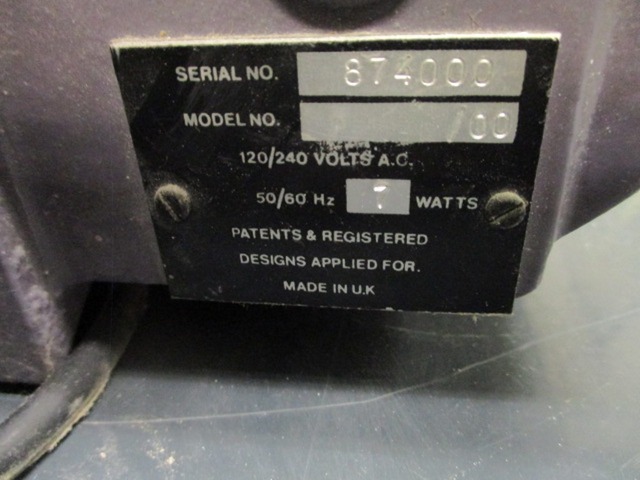 SERIAL NO. 874000
MODEL NO. /00
120/240 VOLTS A.C.
50/60 Hz WATTS
PATENTS & REGISTERED
DESIGNS APPLIED FOR.
MADE IN U.K